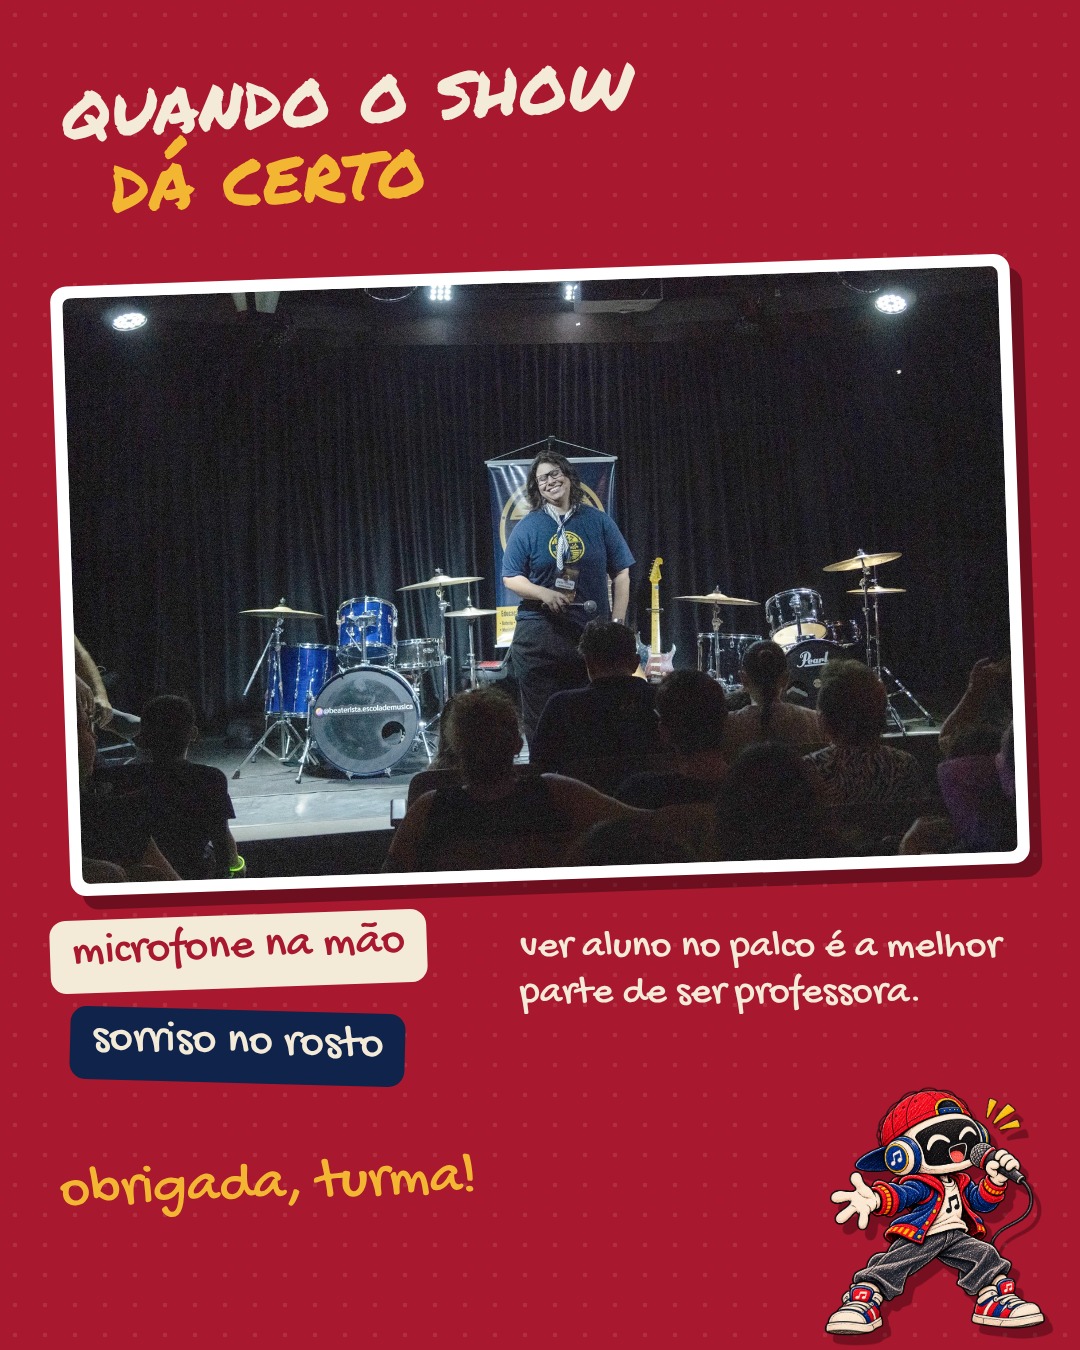 QUANDO O SHOW
DÁ CERTO
@beaterista.escolademusica
Pearl
microfone na mão
sorriso no rosto
ver aluno no palco é a melhor
parte de ser professora.
obrigada, turma!